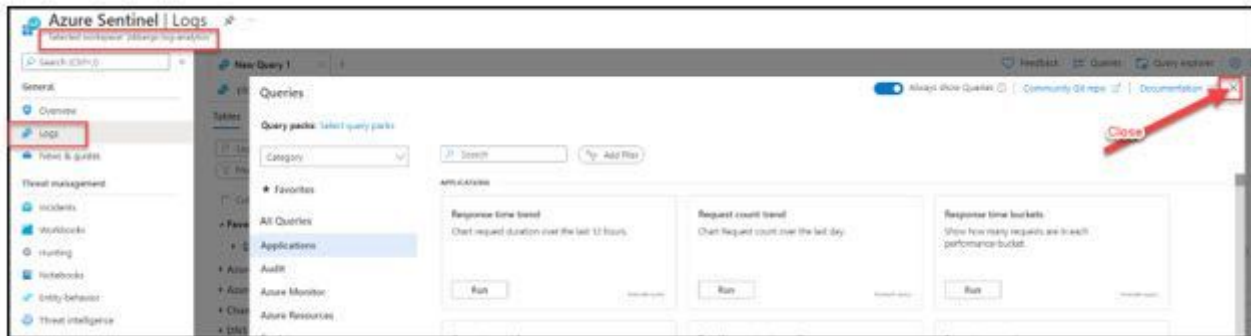 Azure Sentinel | Logs
Selected workspace:
Search (Ctrl+/)
General
Overview
Logs
News & guides
Threat management
Incidents
Workbooks
Hunting
Notebooks
Entity behavior
Threat intelligence
New Query 1
Feedback
Queries
Query explorer
Tables
Queries
Always show Queries
Community Git repo
Documentation
Close
Query packs: Select query packs
Category
Search
Add filter
Favorites
All Queries
Applications
Audit
Azure Monitor
Azure Resources
APPLICATIONS
Response time trend
Chart request duration over the last 12 hours.
Run
Request count trend
Chart Request count over the last day.
Run
Response time buckets
Show how many requests are in each
performance-bucket.
Run